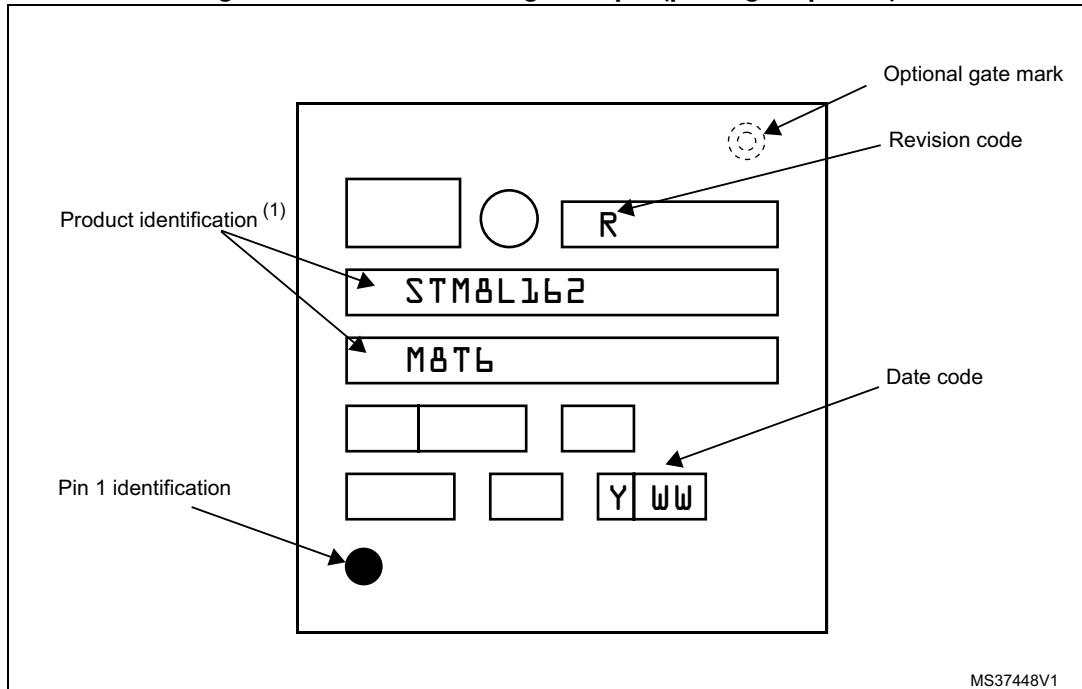 Optional gate mark
Revision code
Product identification (1)
R
STM8L162
M8T6
Date code
Pin 1 identification
Y WW
MS37448V1